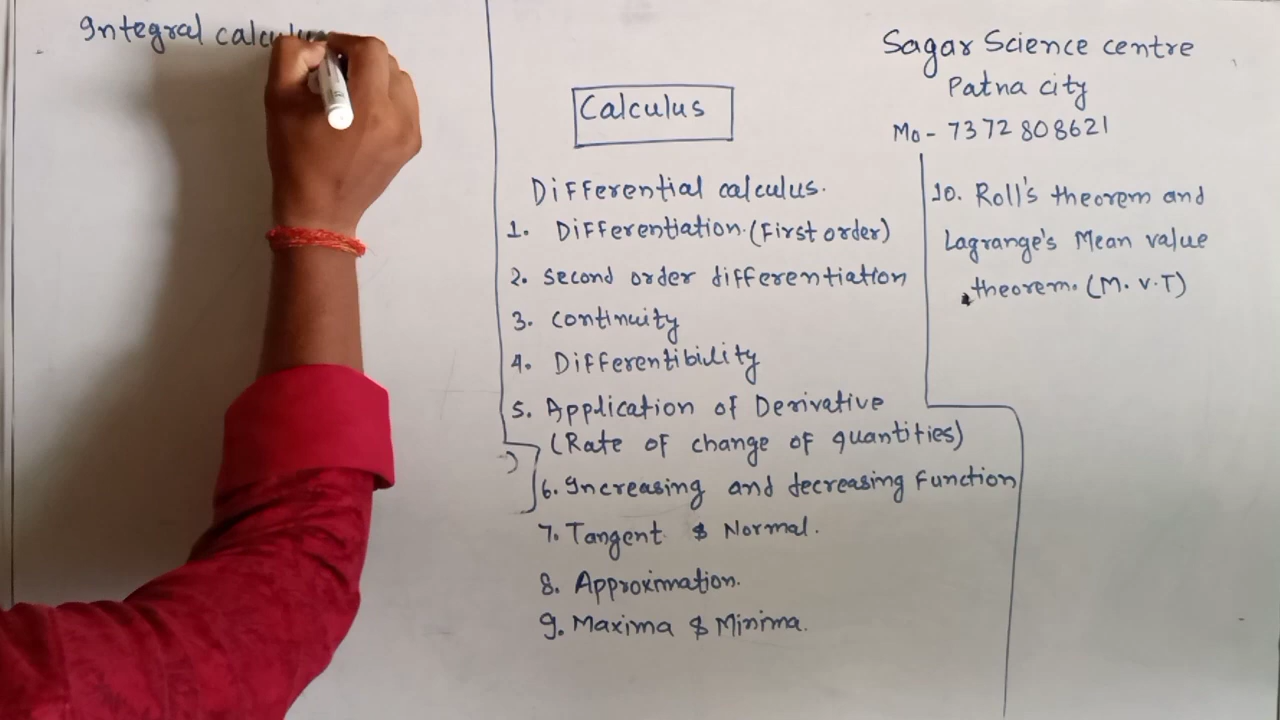 Integral calculu
Calculus
Differential calculus.
1. Differentiation. (First order)
2. second order differentiation
3. continuity
4. Differentibility
5. Application of Derivative
(Rate of change of quantities)
6. Increasing and decreasing function
7. Tangent & Normal.
8. Approximation.
9. Maxima & Minima.
Sagar Science centre
Patna city
Mo - 7372808621
10. Roll's theorem and
Lagrange's Mean value
theorem. (M. V. T)